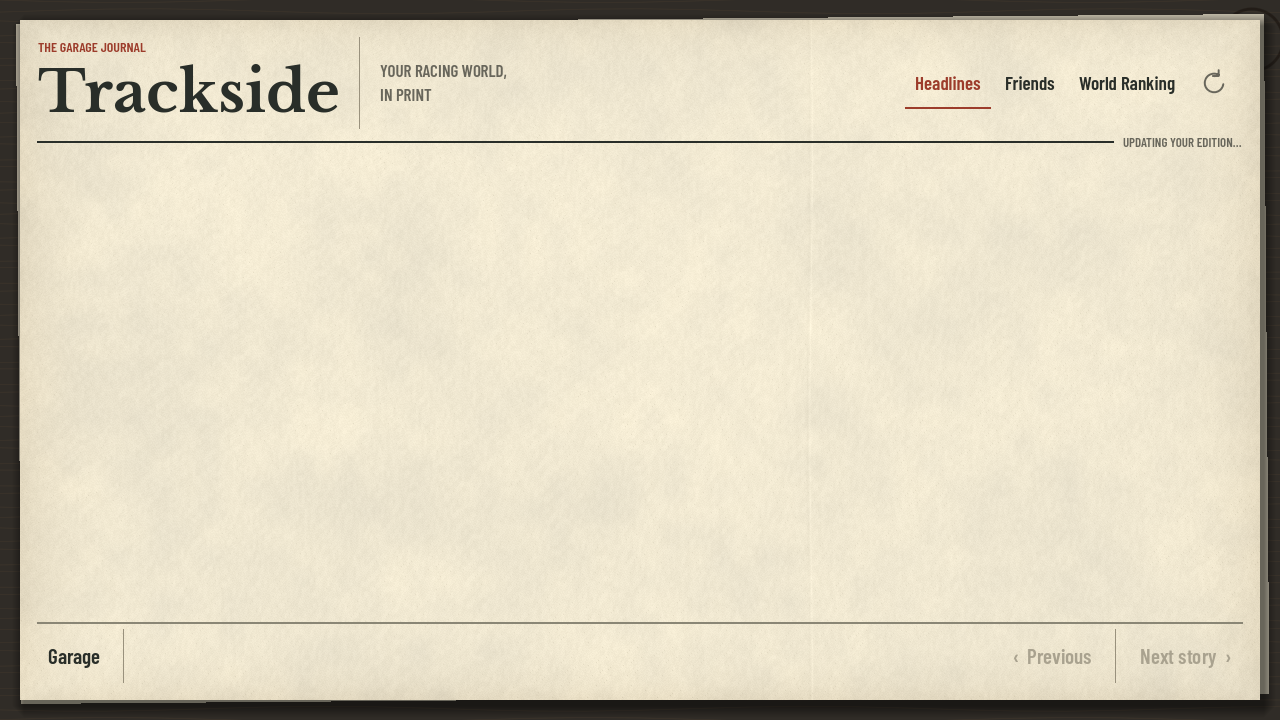 THE GARAGE JOURNAL
Trackside
YOUR RACING WORLD,
IN PRINT
Headlines
Friends
World Ranking
UPDATING YOUR EDITION...
Garage
‹ Previous
Next story ›